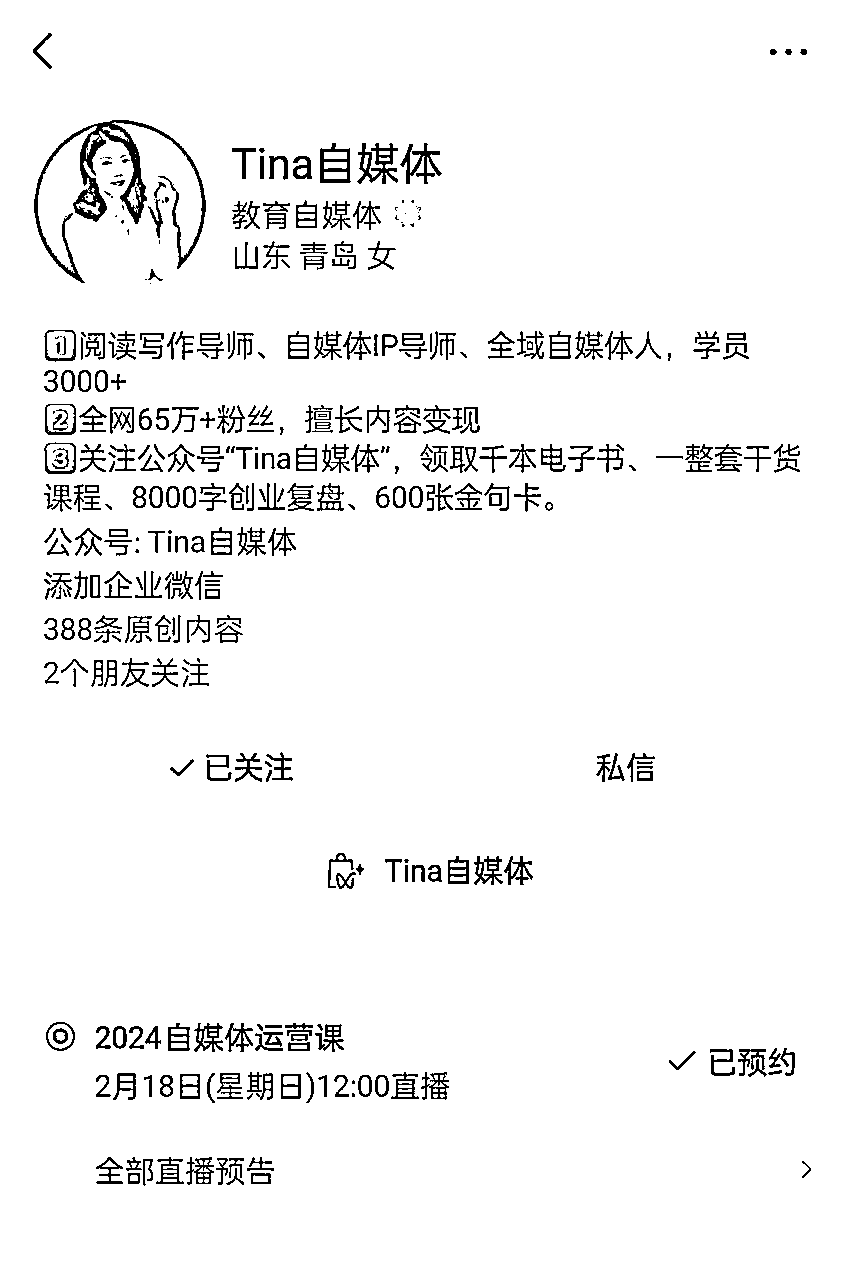 Tina自媒体
教育自媒体
山东 青岛 女
1阅读写作导师、自媒体IP导师、全域自媒体人，学员
3000+
2全网65万+粉丝，擅长内容变现
3关注公众号“Tina自媒体”，领取千本电子书、一整套干货
课程、8000字创业复盘、600张金句卡。
公众号: Tina自媒体
添加企业微信
388条原创内容
2个朋友关注
已关注 私信
Tina自媒体
2024自媒体运营课
2月18日(星期日)12:00直播
已预约
全部直播预告